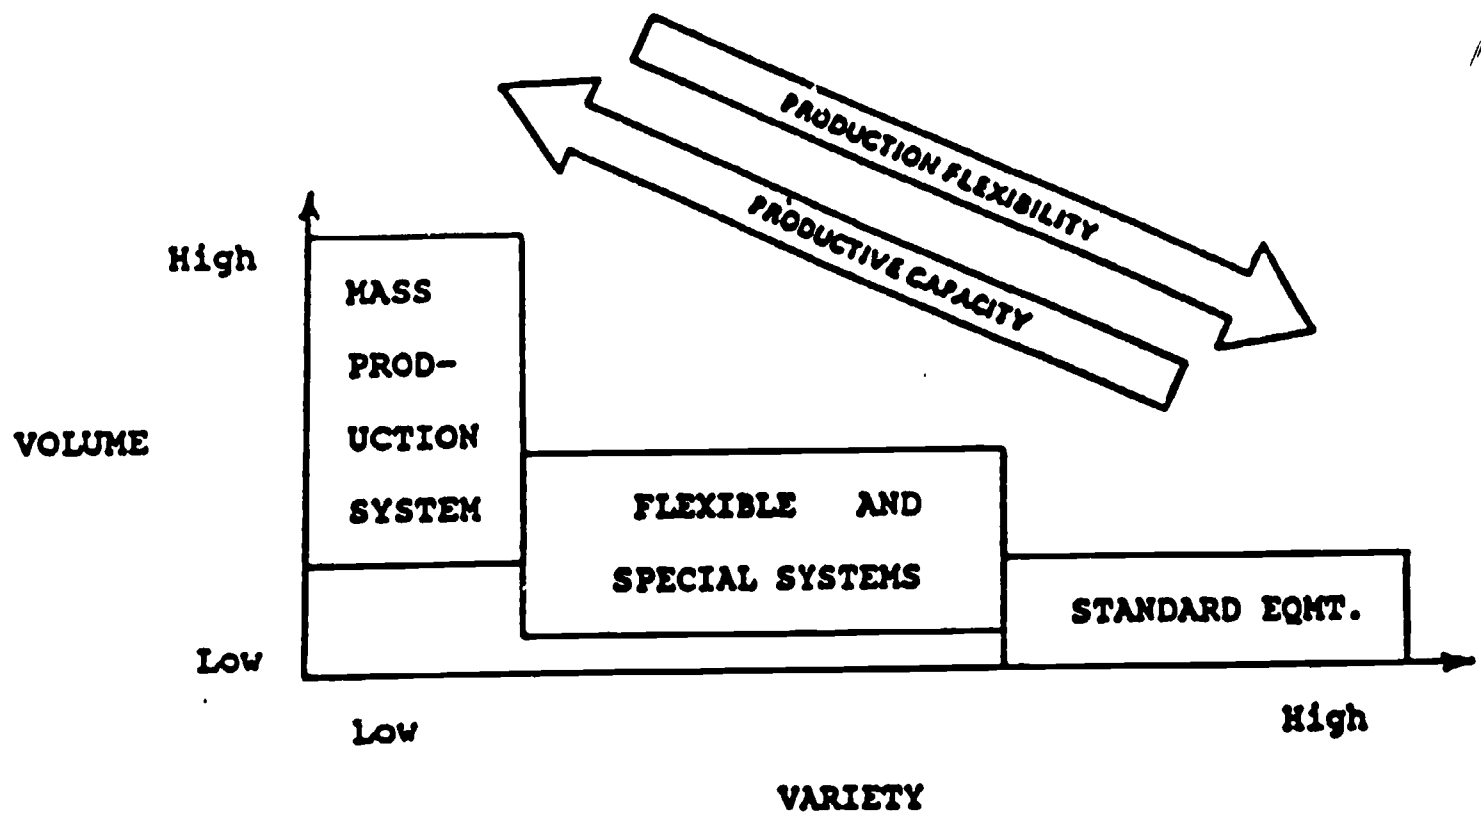 PRODUCTION FLEXIBILITY
PRODUCTIVE CAPACITY
High
MASS
PROD-
UCTION
SYSTEM
VOLUME
FLEXIBLE AND
SPECIAL SYSTEMS
STANDARD EQMT.
Low
Low
High
VARIETY